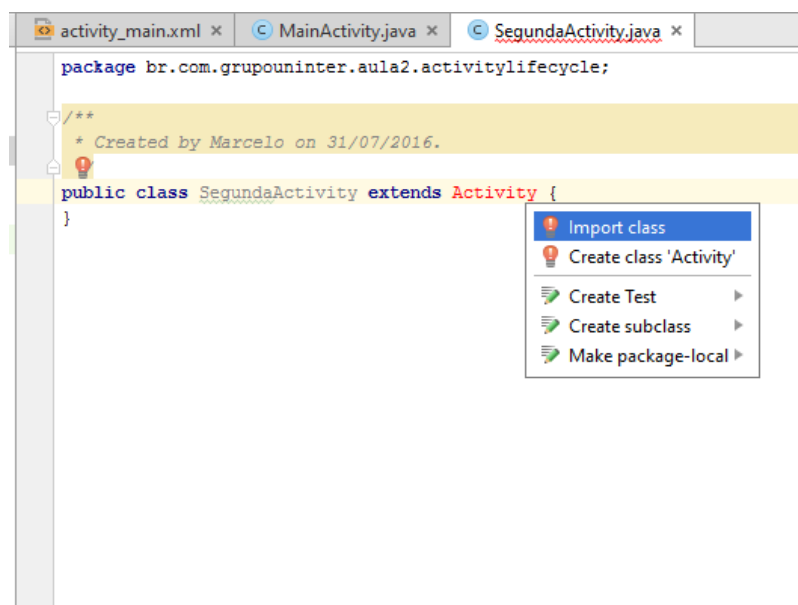 activity_main.xml × MainActivity.java × SegundaActivity.java ×
package br.com.grupouninter.aula2.activitylifecycle;
/**
* Created by Marcelo on 31/07/2016.
public class SegundaActivity extends Activity {
}
Import class
Create class 'Activity'
Create Test
Create subclass
Make package-local